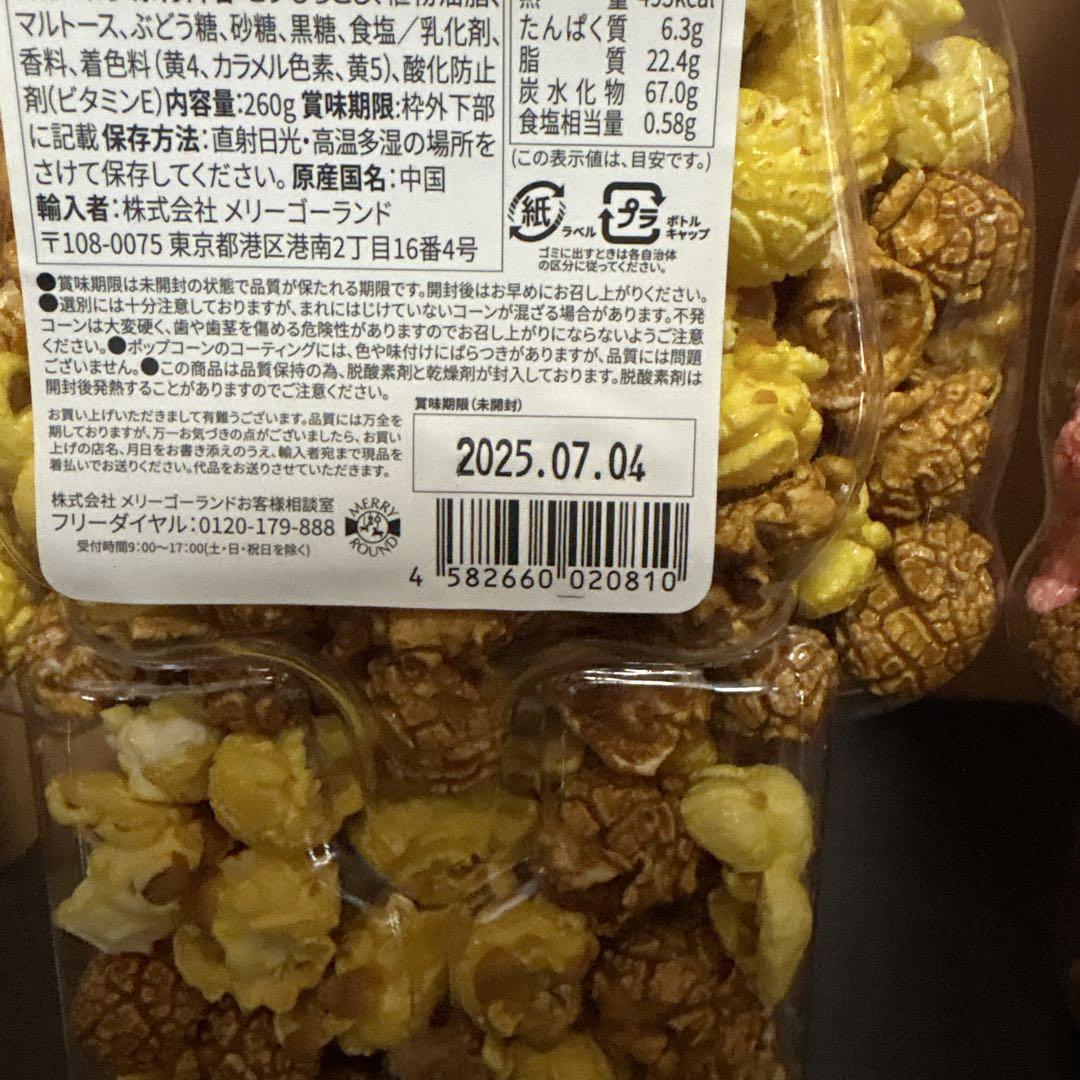 マルトース、ぶどう糖、砂糖、黒糖、食塩／乳化剤、
香料、着色料(黄4、カラメル色素、黄5)、酸化防止
剤(ビタミンE)内容量:260g 賞味期限:枠外下部
に記載 保存方法:直射日光・高温多湿の場所を
さけて保存してください。 原産国名:中国
輸入者:株式会社 メリーゴーランド
〒108-0075 東京都港区港南2丁目16番4号
たんぱく質 6.3g
脂質 22.4g
炭水化物 67.0g
食塩相当量 0.58g
(この表示値は、目安です。)
紙 ラベル プラ ボトル
キャップ
ゴミに出すときは各自治体
の区分に従ってください。
●賞味期限は未開封の状態で品質が保たれる期限です。開封後はお早めにお召し上がりください。
●選別には十分注意しておりますが、まれにはじけていないコーンが混ざる場合があります。不発
コーンは大変硬く、歯や歯茎を傷める危険性がありますのでお召し上がりにならないようご注意
ください。●ポップコーンのコーティングには、色や味付けにばらつきがありますが、品質には問題
ございません。●この商品は品質保持の為、脱酸素剤と乾燥剤が封入しております。脱酸素剤は
開封後発熱することがありますのでご注意ください。
お買い上げいただきまして有難うございます。品質には万全を
期しておりますが、万一お気づきの点がございましたら、お買い
上げの店名、月日をお書き添えのうえ、輸入者宛まで現品を
着払いでお送りください。代品をお送りさせていただきます。
賞味期限(未開封)
2025.07.04
株式会社 メリーゴーランドお客様相談室
フリーダイヤル:0120-179-888
受付時間9:00〜17:00(土・日・祝日を除く)
MERRY
ROUND
4 582660 020810